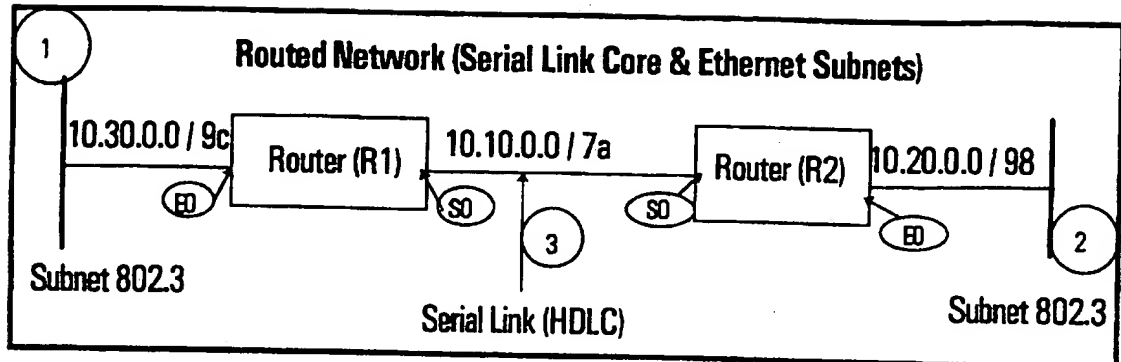 1
Routed Network (Serial Link Core & Ethernet Subnets)
10.30.0.0 / 9c
Router (R1)
10.10.0.0 / 7a
Router (R2)
10.20.0.0 / 98
E0
S0
3
S0
E0
2
Subnet 802.3
Serial Link (HDLC)
Subnet 802.3